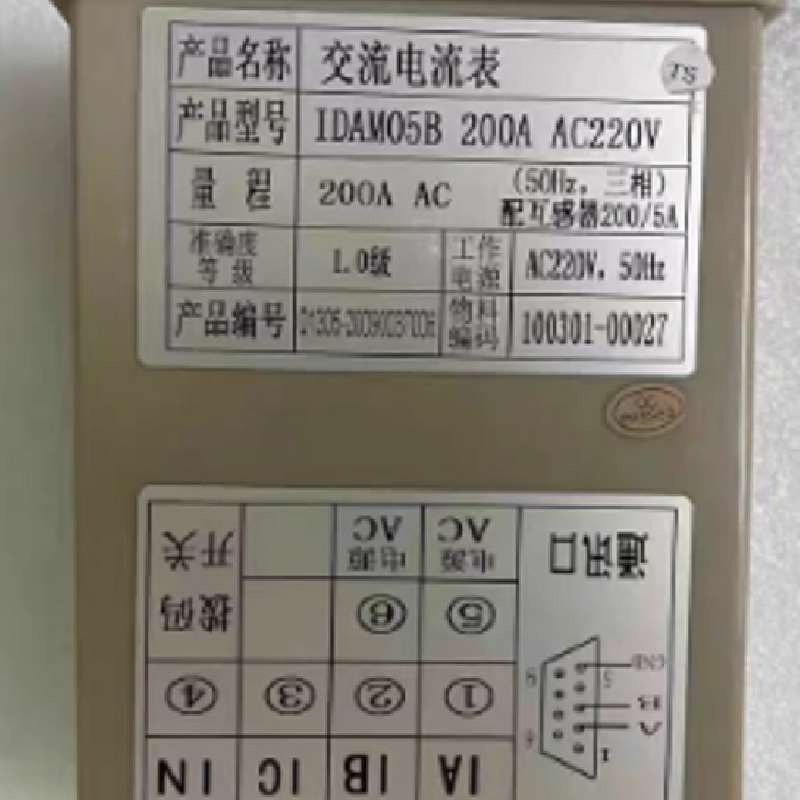 产品名称 交流电流表
TS
产品型号 IDAM05B 200A AC220V
量 程 200A AC (50Hz, 三相)
配互感器200/5A
准确度等级 1.0级 工作电源 AC220V, 50Hz
产品编号 物料编码 100301-00027
通讯口
电源 AC
电源 AC
拨码开关
⑤ ⑥
① ② ③ ④
IA IB IC IN
GND
B
A
5
1
9
6